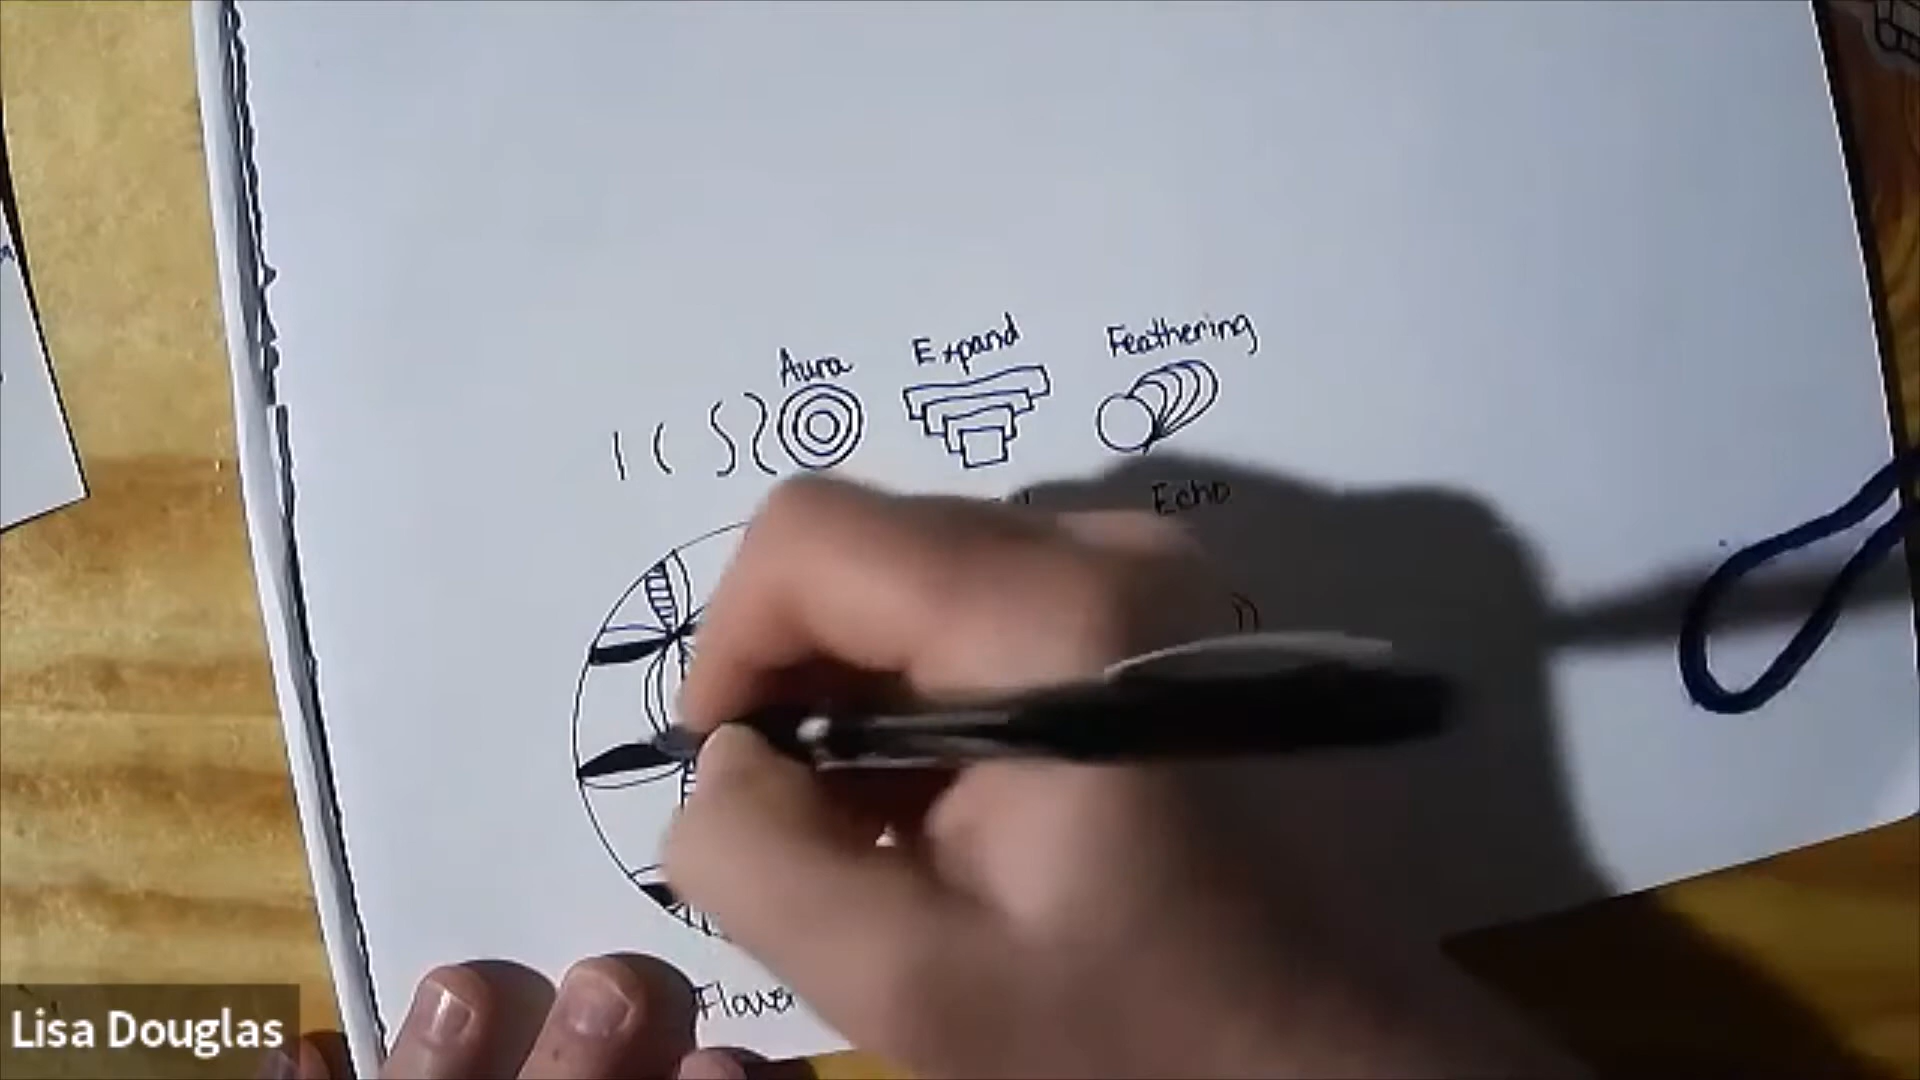 Aura
Expand
Feathering
Echo
Flower
Lisa Douglas